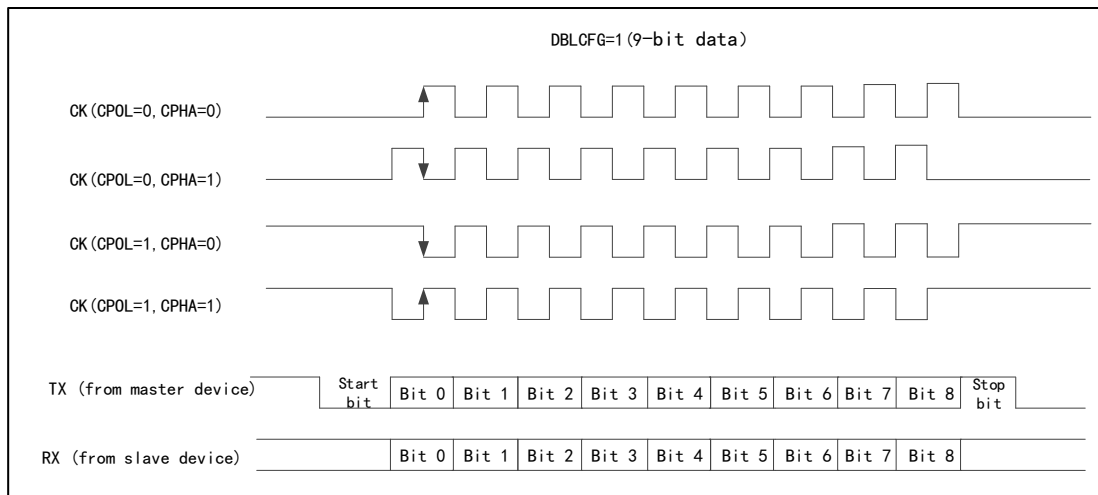 DBLCFG=1(9-bit data)
CK(CPOL=0,CPHA=0)
CK(CPOL=0,CPHA=1)
CK(CPOL=1,CPHA=0)
CK(CPOL=1,CPHA=1)
TX (from master device) Start bit Bit 0 Bit 1 Bit 2 Bit 3 Bit 4 Bit 5 Bit 6 Bit 7 Bit 8 Stop bit
RX (from slave device) Bit 0 Bit 1 Bit 2 Bit 3 Bit 4 Bit 5 Bit 6 Bit 7 Bit 8